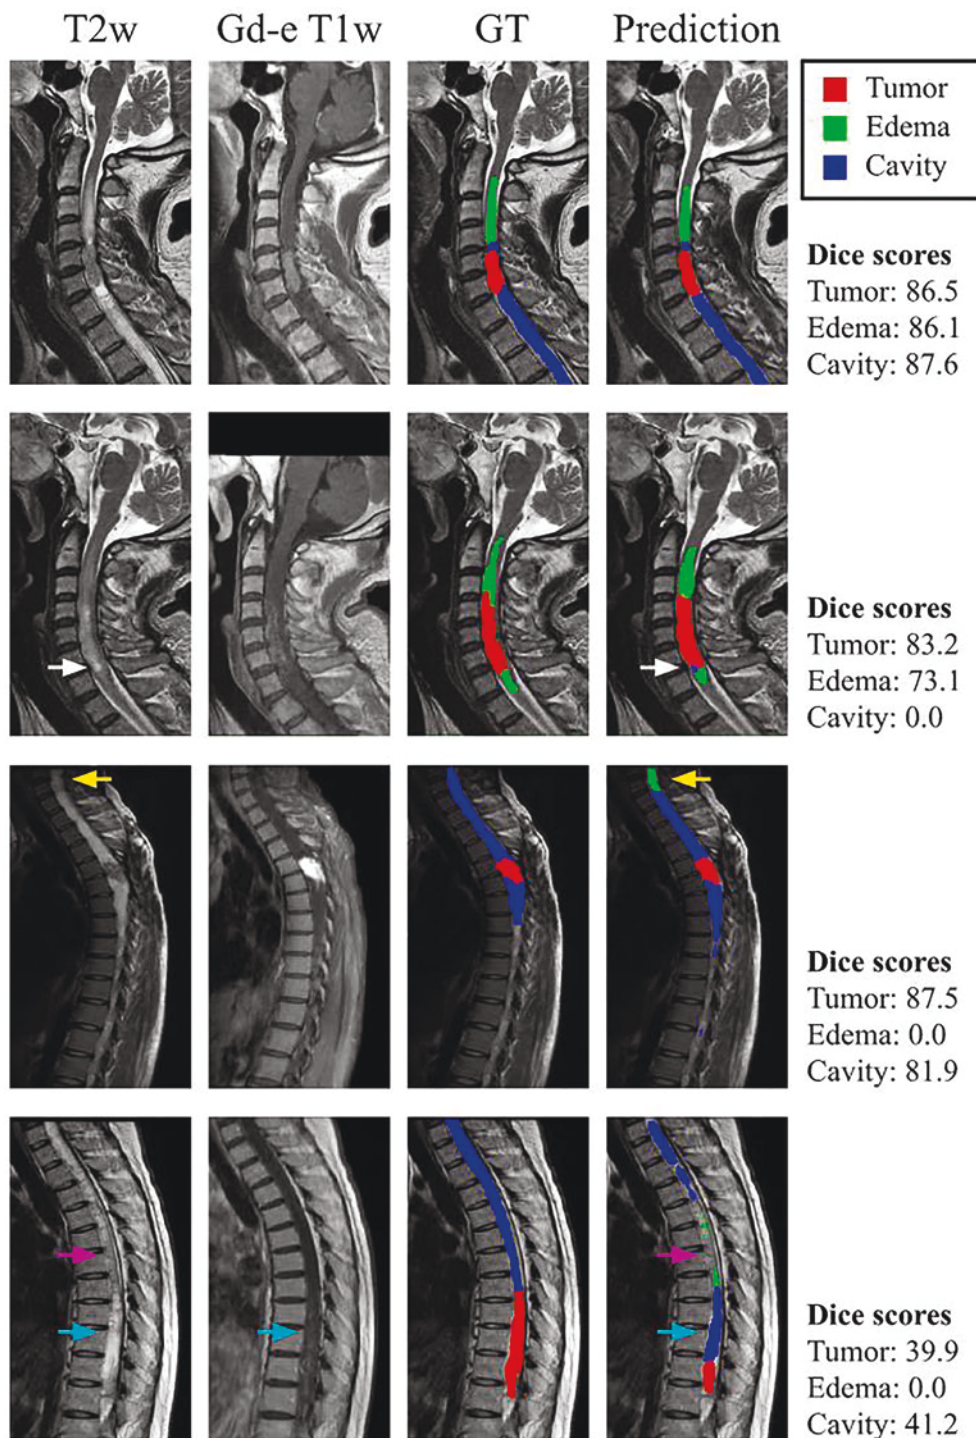 T2w Gd-e T1w GT Prediction
Tumor
Edema
Cavity
Dice scores
Tumor: 86.5
Edema: 86.1
Cavity: 87.6
Dice scores
Tumor: 83.2
Edema: 73.1
Cavity: 0.0
Dice scores
Tumor: 87.5
Edema: 0.0
Cavity: 81.9
Dice scores
Tumor: 39.9
Edema: 0.0
Cavity: 41.2